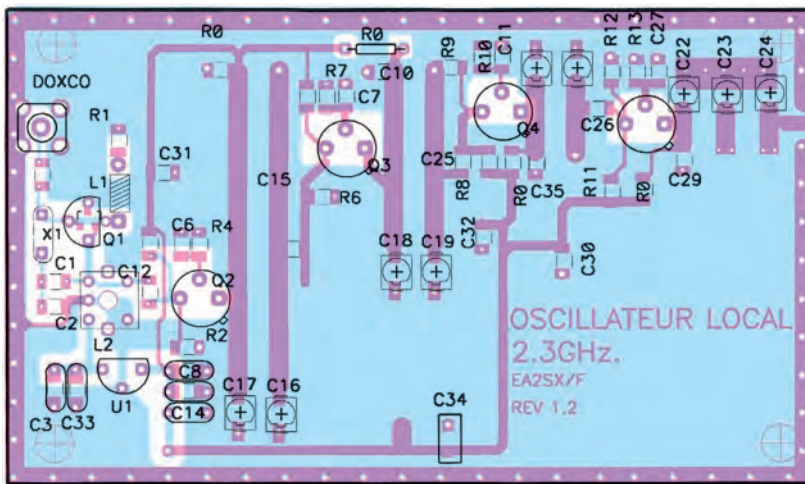 R0
R0
R9
R10
C11
R12
R13
C27
C22
C23
C24
DOXCO
R7
C10
C7
R1
C26
Q4
Q3
C31
C25
L1
C15
R8
R0
C35
R11
R0
C29
R6
X1
Q1
C6
R4
C32
C18
C19
C30
C1
C12
Q2
C2
OSCILLATEUR LOCAL
2.3GHz.
L2
R2
EA2SX/F
C8
C17
C16
REV 1.2
C34
C3
C33
U1
C14